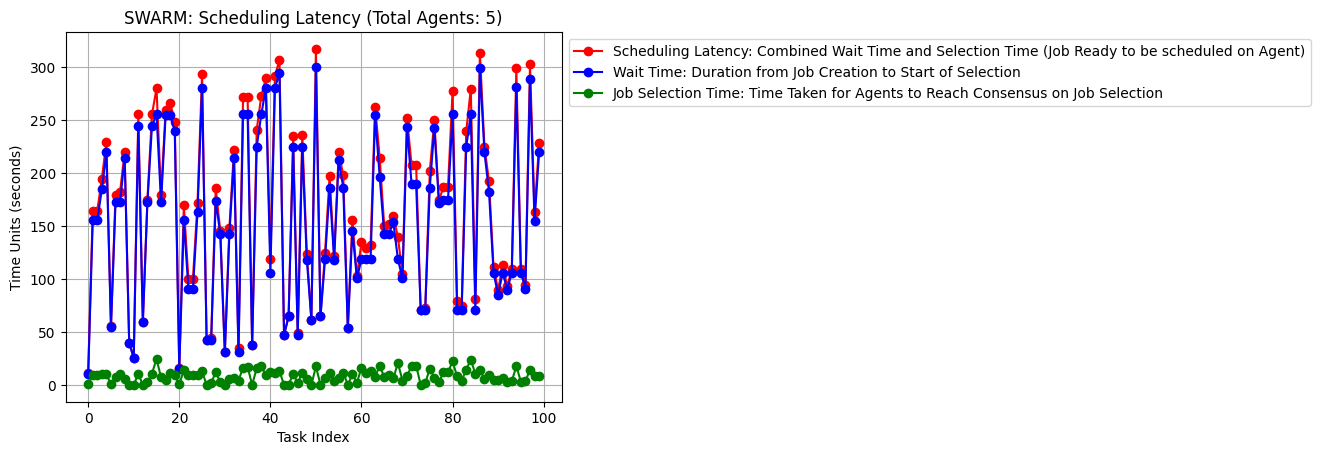 SWARM: Scheduling Latency (Total Agents: 5)
Scheduling Latency: Combined Wait Time and Selection Time (Job Ready to be scheduled on Agent)
Wait Time: Duration from Job Creation to Start of Selection
Job Selection Time: Time Taken for Agents to Reach Consensus on Job Selection
Time Units (seconds)
300
250
200
150
100
50
0
0 20 40 60 80 100
Task Index